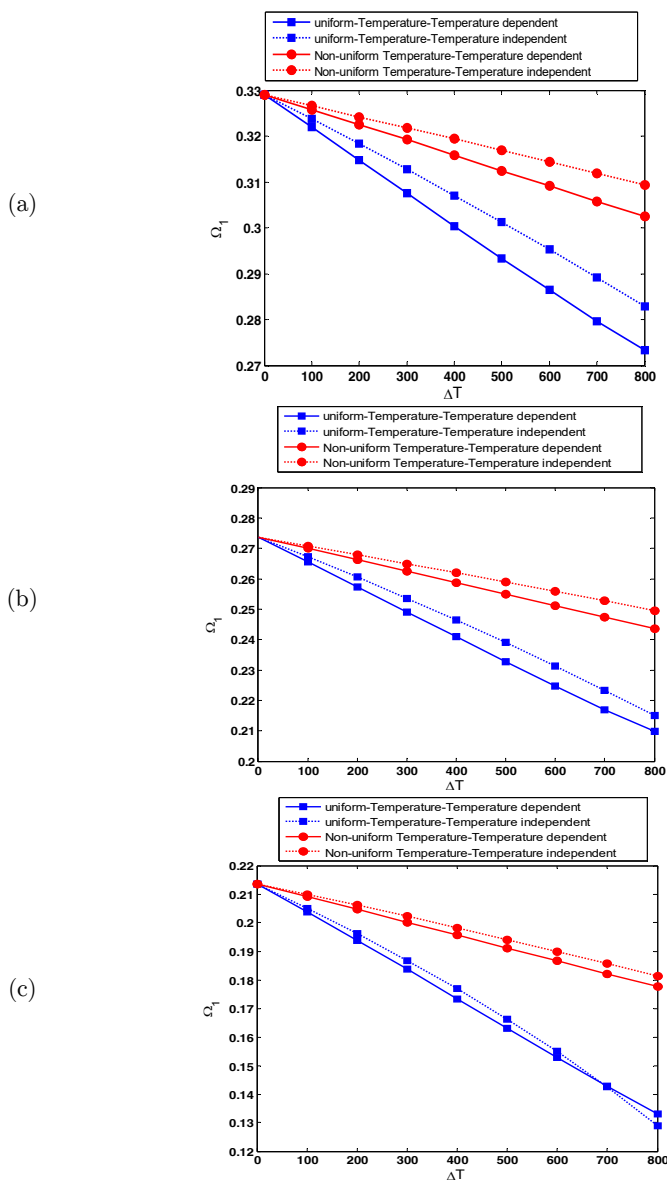 uniform-Temperature-Temperature dependent
uniform-Temperature-Temperature independent
Non-uniform Temperature-Temperature dependent
Non-uniform Temperature-Temperature independent
(a)
Ω1
0.33
0.32
0.31
0.3
0.29
0.28
0.27
0 100 200 300 400 500 600 700 800
ΔT
uniform-Temperature-Temperature dependent
uniform-Temperature-Temperature independent
Non-uniform Temperature-Temperature dependent
Non-uniform Temperature-Temperature independent
(b)
Ω1
0.29
0.28
0.27
0.26
0.25
0.24
0.23
0.22
0.21
0.2
0 100 200 300 400 500 600 700 800
ΔT
uniform-Temperature-Temperature dependent
uniform-Temperature-Temperature independent
Non-uniform Temperature-Temperature dependent
Non-uniform Temperature-Temperature independent
(c)
Ω1
0.22
0.21
0.2
0.19
0.18
0.17
0.16
0.15
0.14
0.13
0.12
0 100 200 300 400 500 600 700 800
ΔT